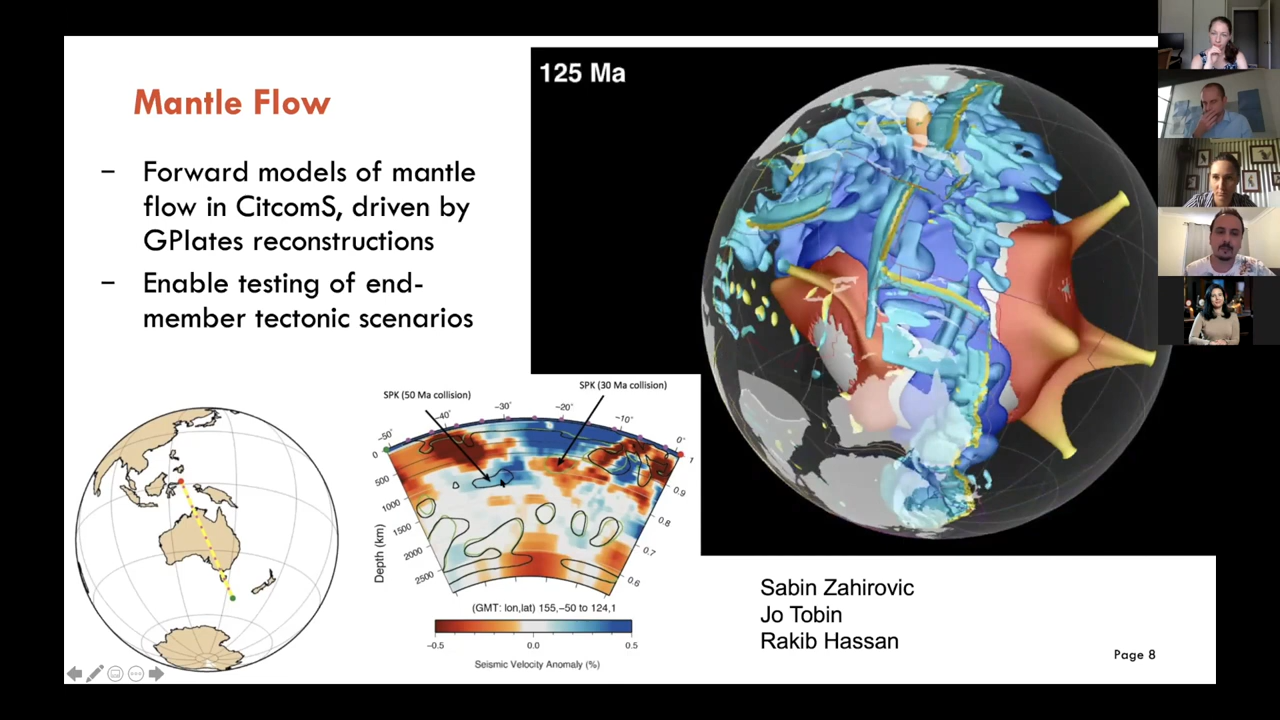 Mantle Flow
– Forward models of mantle
flow in CitcomS, driven by
GPlates reconstructions
– Enable testing of end-
member tectonic scenarios
125 Ma
SPK (50 Ma collision)
SPK (30 Ma collision)
−50°
−40°
−30°
−20°
−10°
0°
0
500
1000
1500
2000
2500
Depth (km)
1
0.9
0.8
0.7
0.6
(GMT: lon,lat) 155,−50 to 124,1
−0.5 0.0 0.5
Seismic Velocity Anomaly (%)
Sabin Zahirovic
Jo Tobin
Rakib Hassan
Page 8